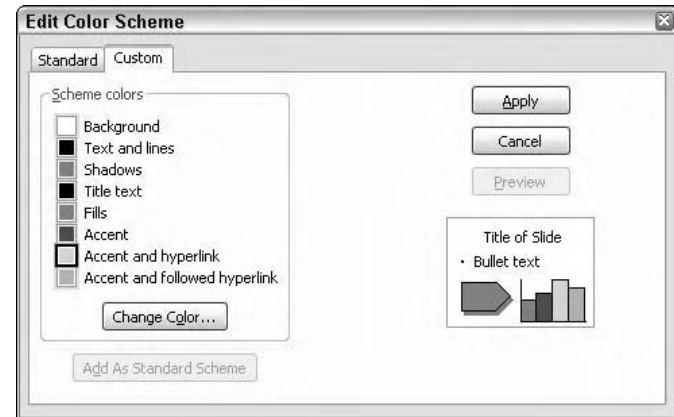 Edit Color Scheme
Standard Custom
Scheme colors
Background
Text and lines
Shadows
Title text
Fills
Accent
Accent and hyperlink
Accent and followed hyperlink
Change Color...
Add As Standard Scheme
Apply
Cancel
Preview
Title of Slide
• Bullet text